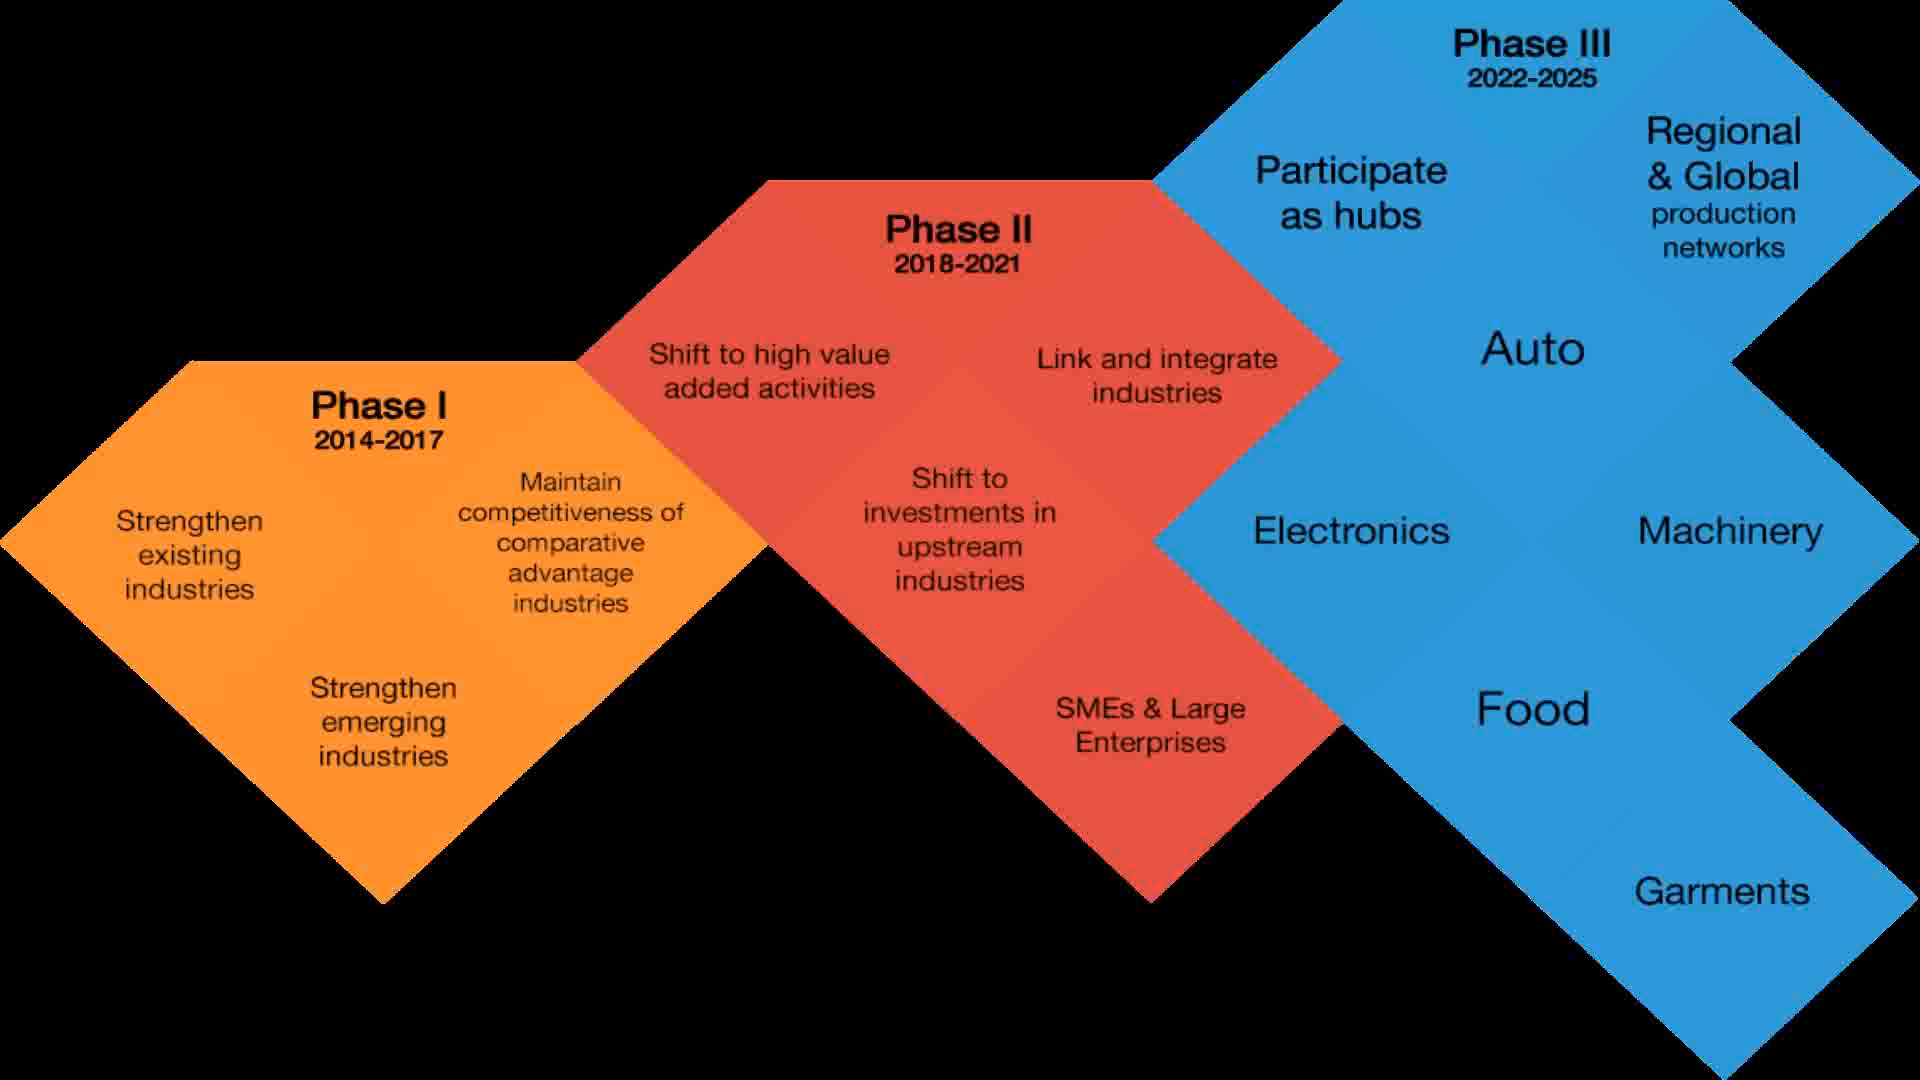 Phase I
2014-2017
Strengthen
existing
industries
Maintain
competitiveness of
comparative
advantage
industries
Strengthen
emerging
industries
Phase II
2018-2021
Shift to high value
added activities
Link and integrate
industries
Shift to
investments in
upstream
industries
SMEs & Large
Enterprises
Phase III
2022-2025
Participate
as hubs
Regional
& Global
production
networks
Auto
Electronics
Machinery
Food
Garments